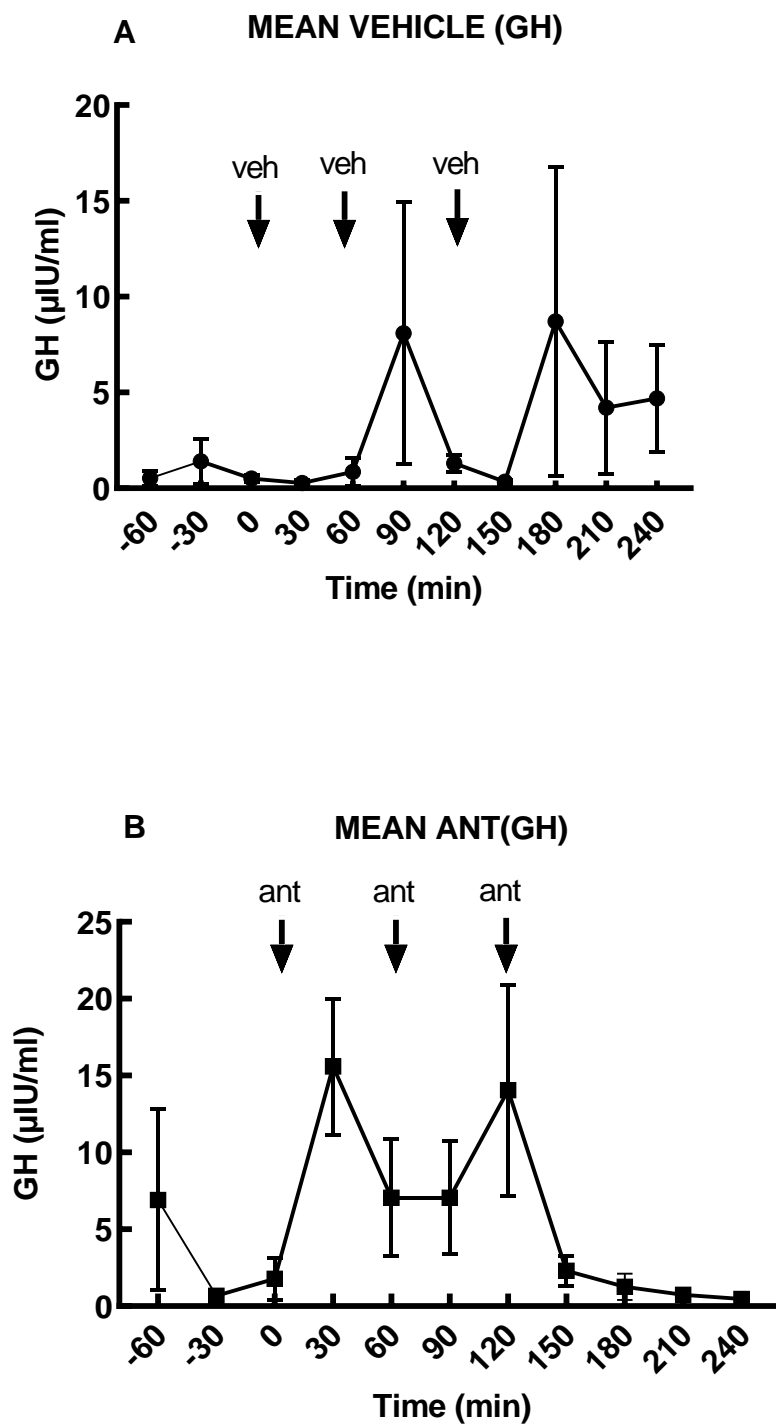 A MEAN VEHICLE (GH)
20
15
10
5
0
GH (µIU/ml)
veh veh veh
-60 -30 0 30 60 90 120 150 180 210 240
Time (min)
B MEAN ANT(GH)
25
20
15
10
5
0
GH (µIU/ml)
ant ant ant
-60 -30 0 30 60 90 120 150 180 210 240
Time (min)